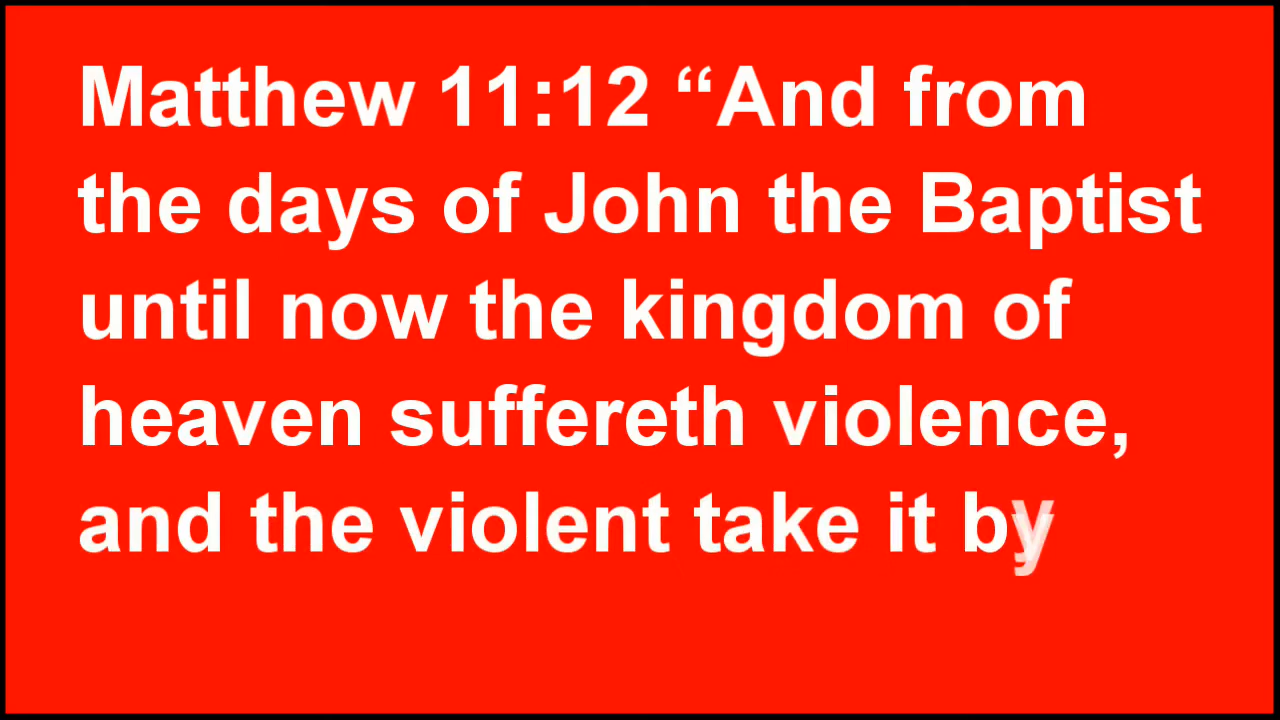 Matthew 11:12 “And from
the days of John the Baptist
until now the kingdom of
heaven suffereth violence,
and the violent take it by